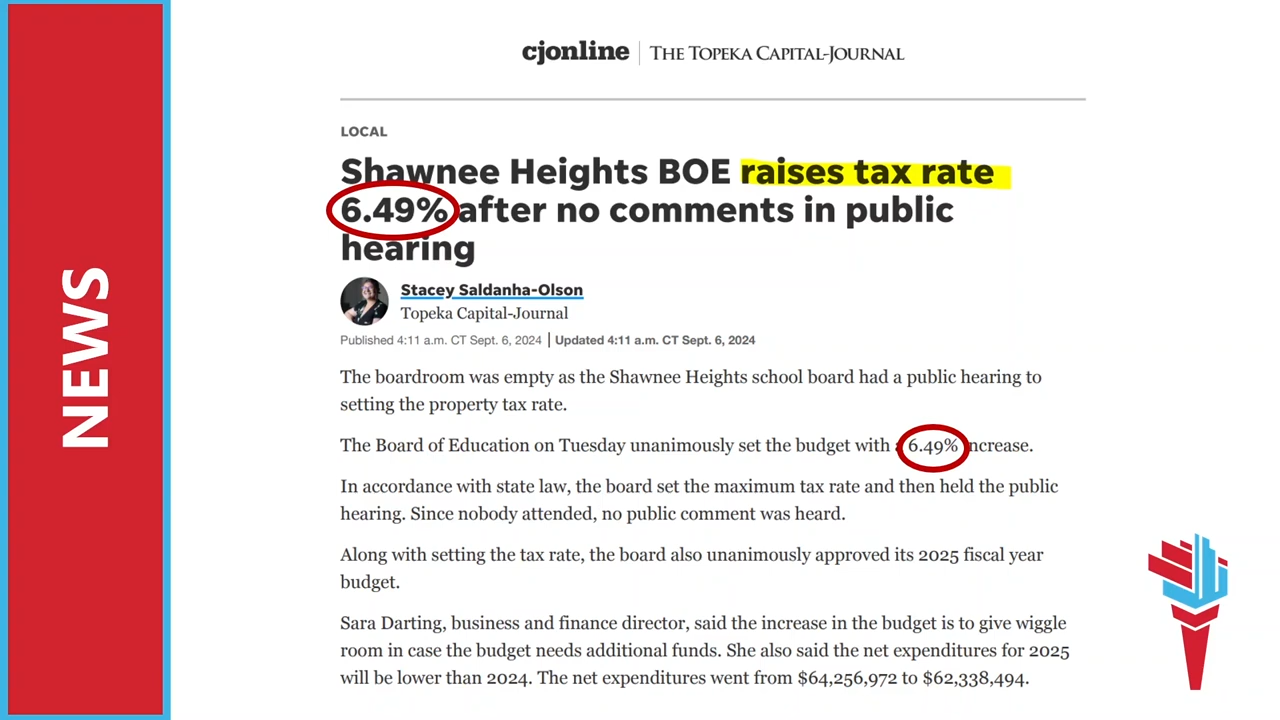 NEWS
cjonline | THE TOPEKA CAPITAL-JOURNAL
LOCAL
Shawnee Heights BOE raises tax rate
6.49% after no comments in public
hearing
Stacey Saldanha-Olson
Topeka Capital-Journal
Published 4:11 a.m. CT Sept. 6, 2024 | Updated 4:11 a.m. CT Sept. 6, 2024
The boardroom was empty as the Shawnee Heights school board had a public hearing to
setting the property tax rate.
The Board of Education on Tuesday unanimously set the budget with a 6.49% increase.
In accordance with state law, the board set the maximum tax rate and then held the public
hearing. Since nobody attended, no public comment was heard.
Along with setting the tax rate, the board also unanimously approved its 2025 fiscal year
budget.
Sara Darting, business and finance director, said the increase in the budget is to give wiggle
room in case the budget needs additional funds. She also said the net expenditures for 2025
will be lower than 2024. The net expenditures went from $64,256,972 to $62,338,494.